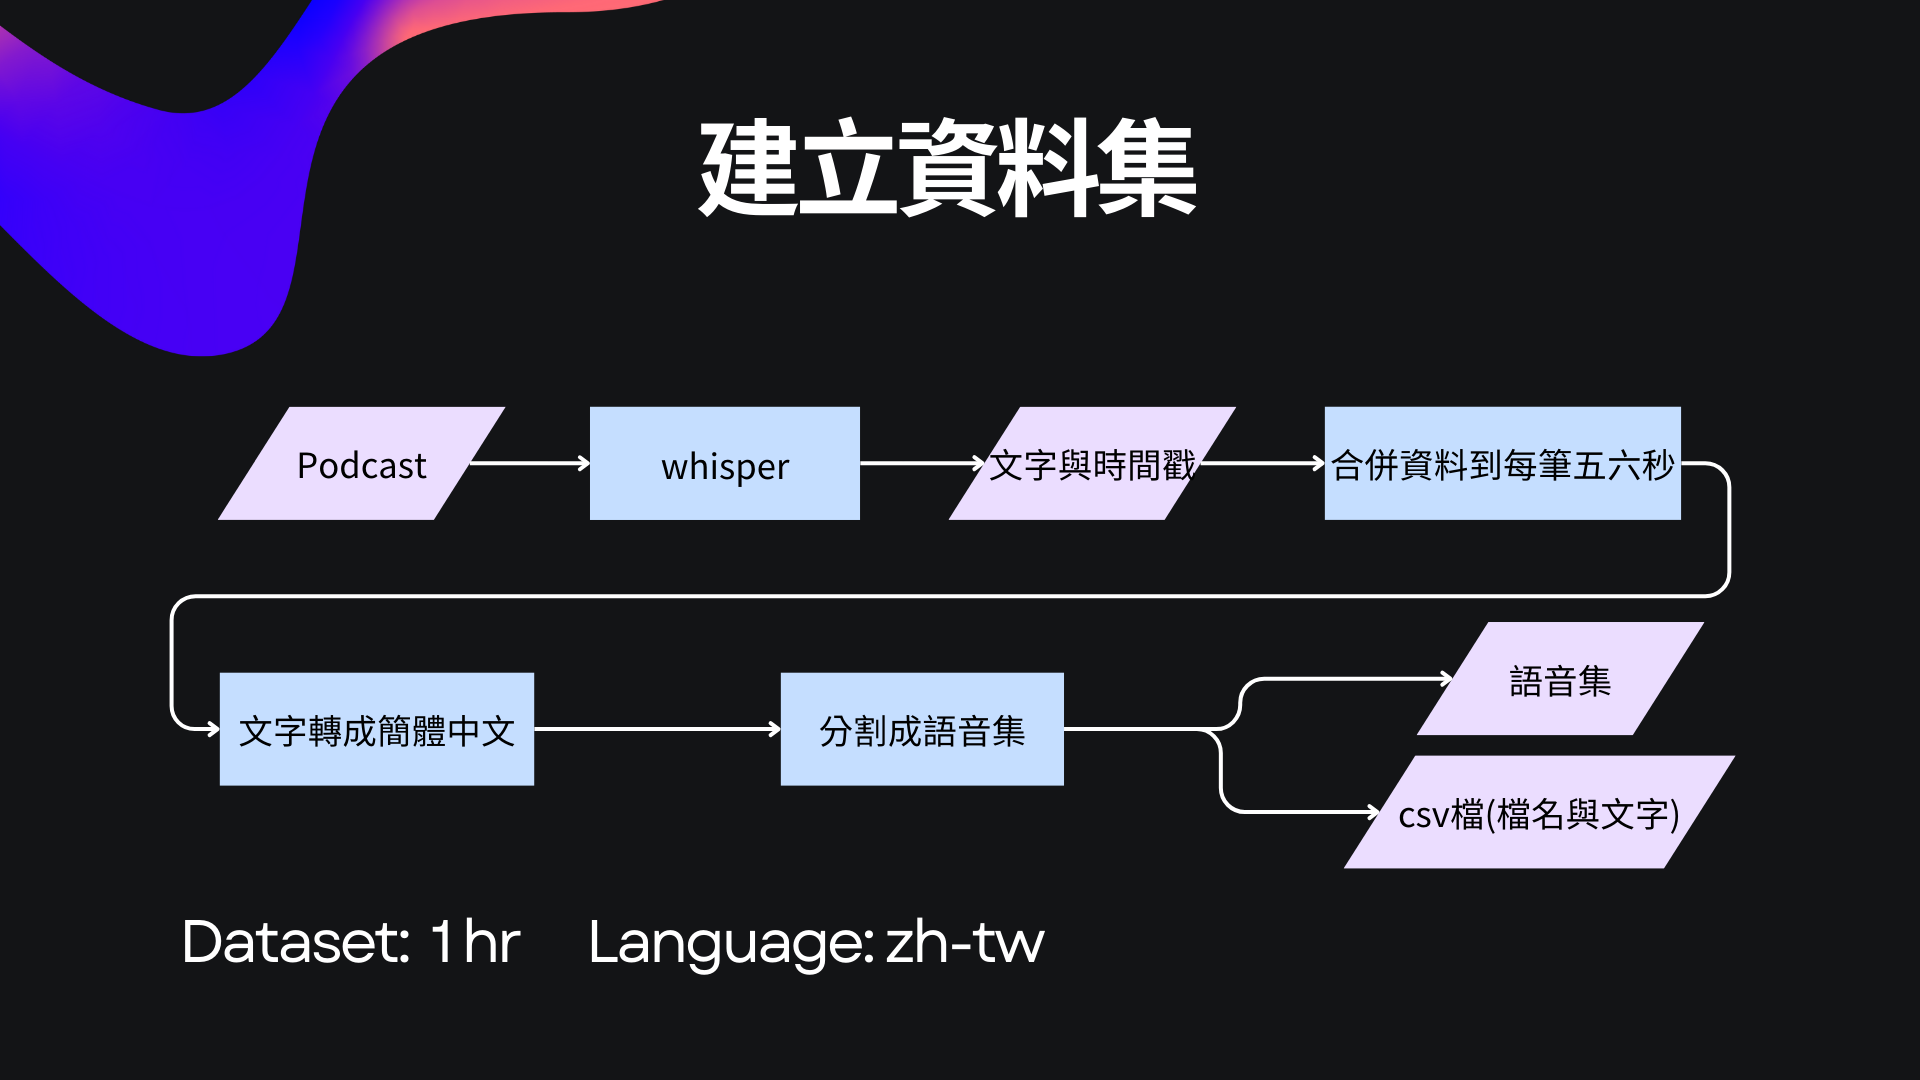 建立資料集
Podcast
whisper
文字與時間戳
合併資料到每筆五六秒
文字轉成簡體中文
分割成語音集
語音集
csv檔(檔名與文字)
Dataset: 1 hr
Language: zh-tw